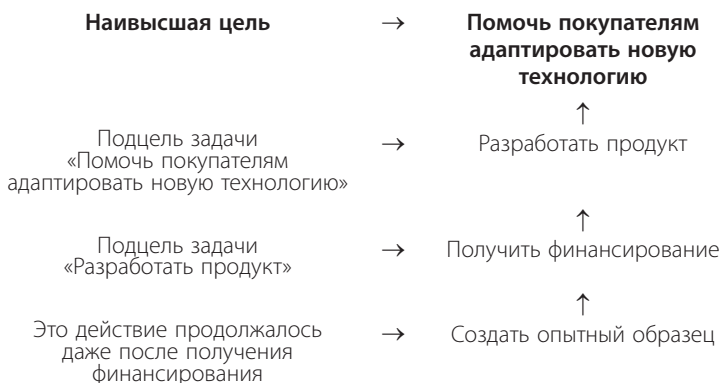 Наивысшая цель → Помочь покупателям
адаптировать новую
технологию
↑
Подцель задачи → Разработать продукт
«Помочь покупателям
адаптировать новую технологию»
↑
Подцель задачи → Получить финансирование
«Разработать продукт»
↑
Это действие продолжалось → Создать опытный образец
даже после получения
финансирования